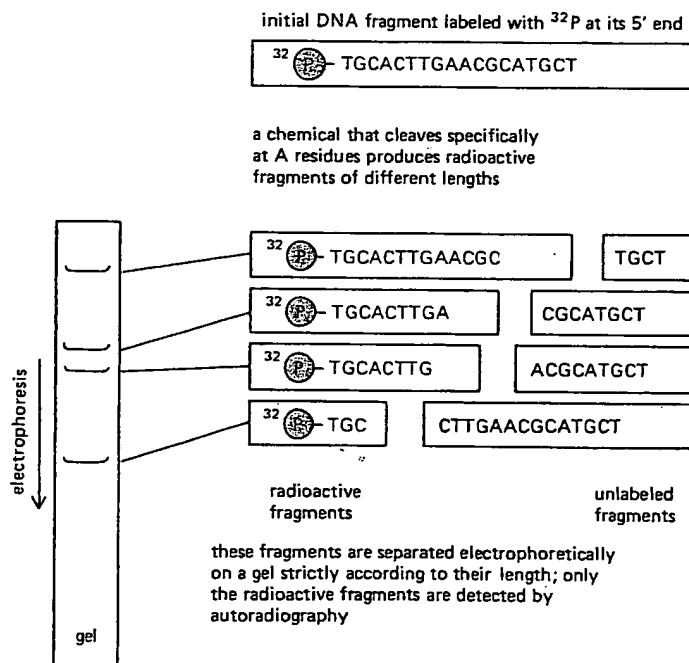 initial DNA fragment labeled with ³²P at its 5′ end
³²P-TGCACTTGAACGCATGCT
a chemical that cleaves specifically
at A residues produces radioactive
fragments of different lengths
³²P-TGCACTTGAACGC TGCT
³²P-TGCACTTGA CGCATGCT
³²P-TGCACTTG ACGCATGCT
³²P-TGC CTTGAACGCATGCT
electrophoresis
radioactive
fragments
unlabeled
fragments
these fragments are separated electrophoretically
on a gel strictly according to their length; only
the radioactive fragments are detected by
autoradiography
gel